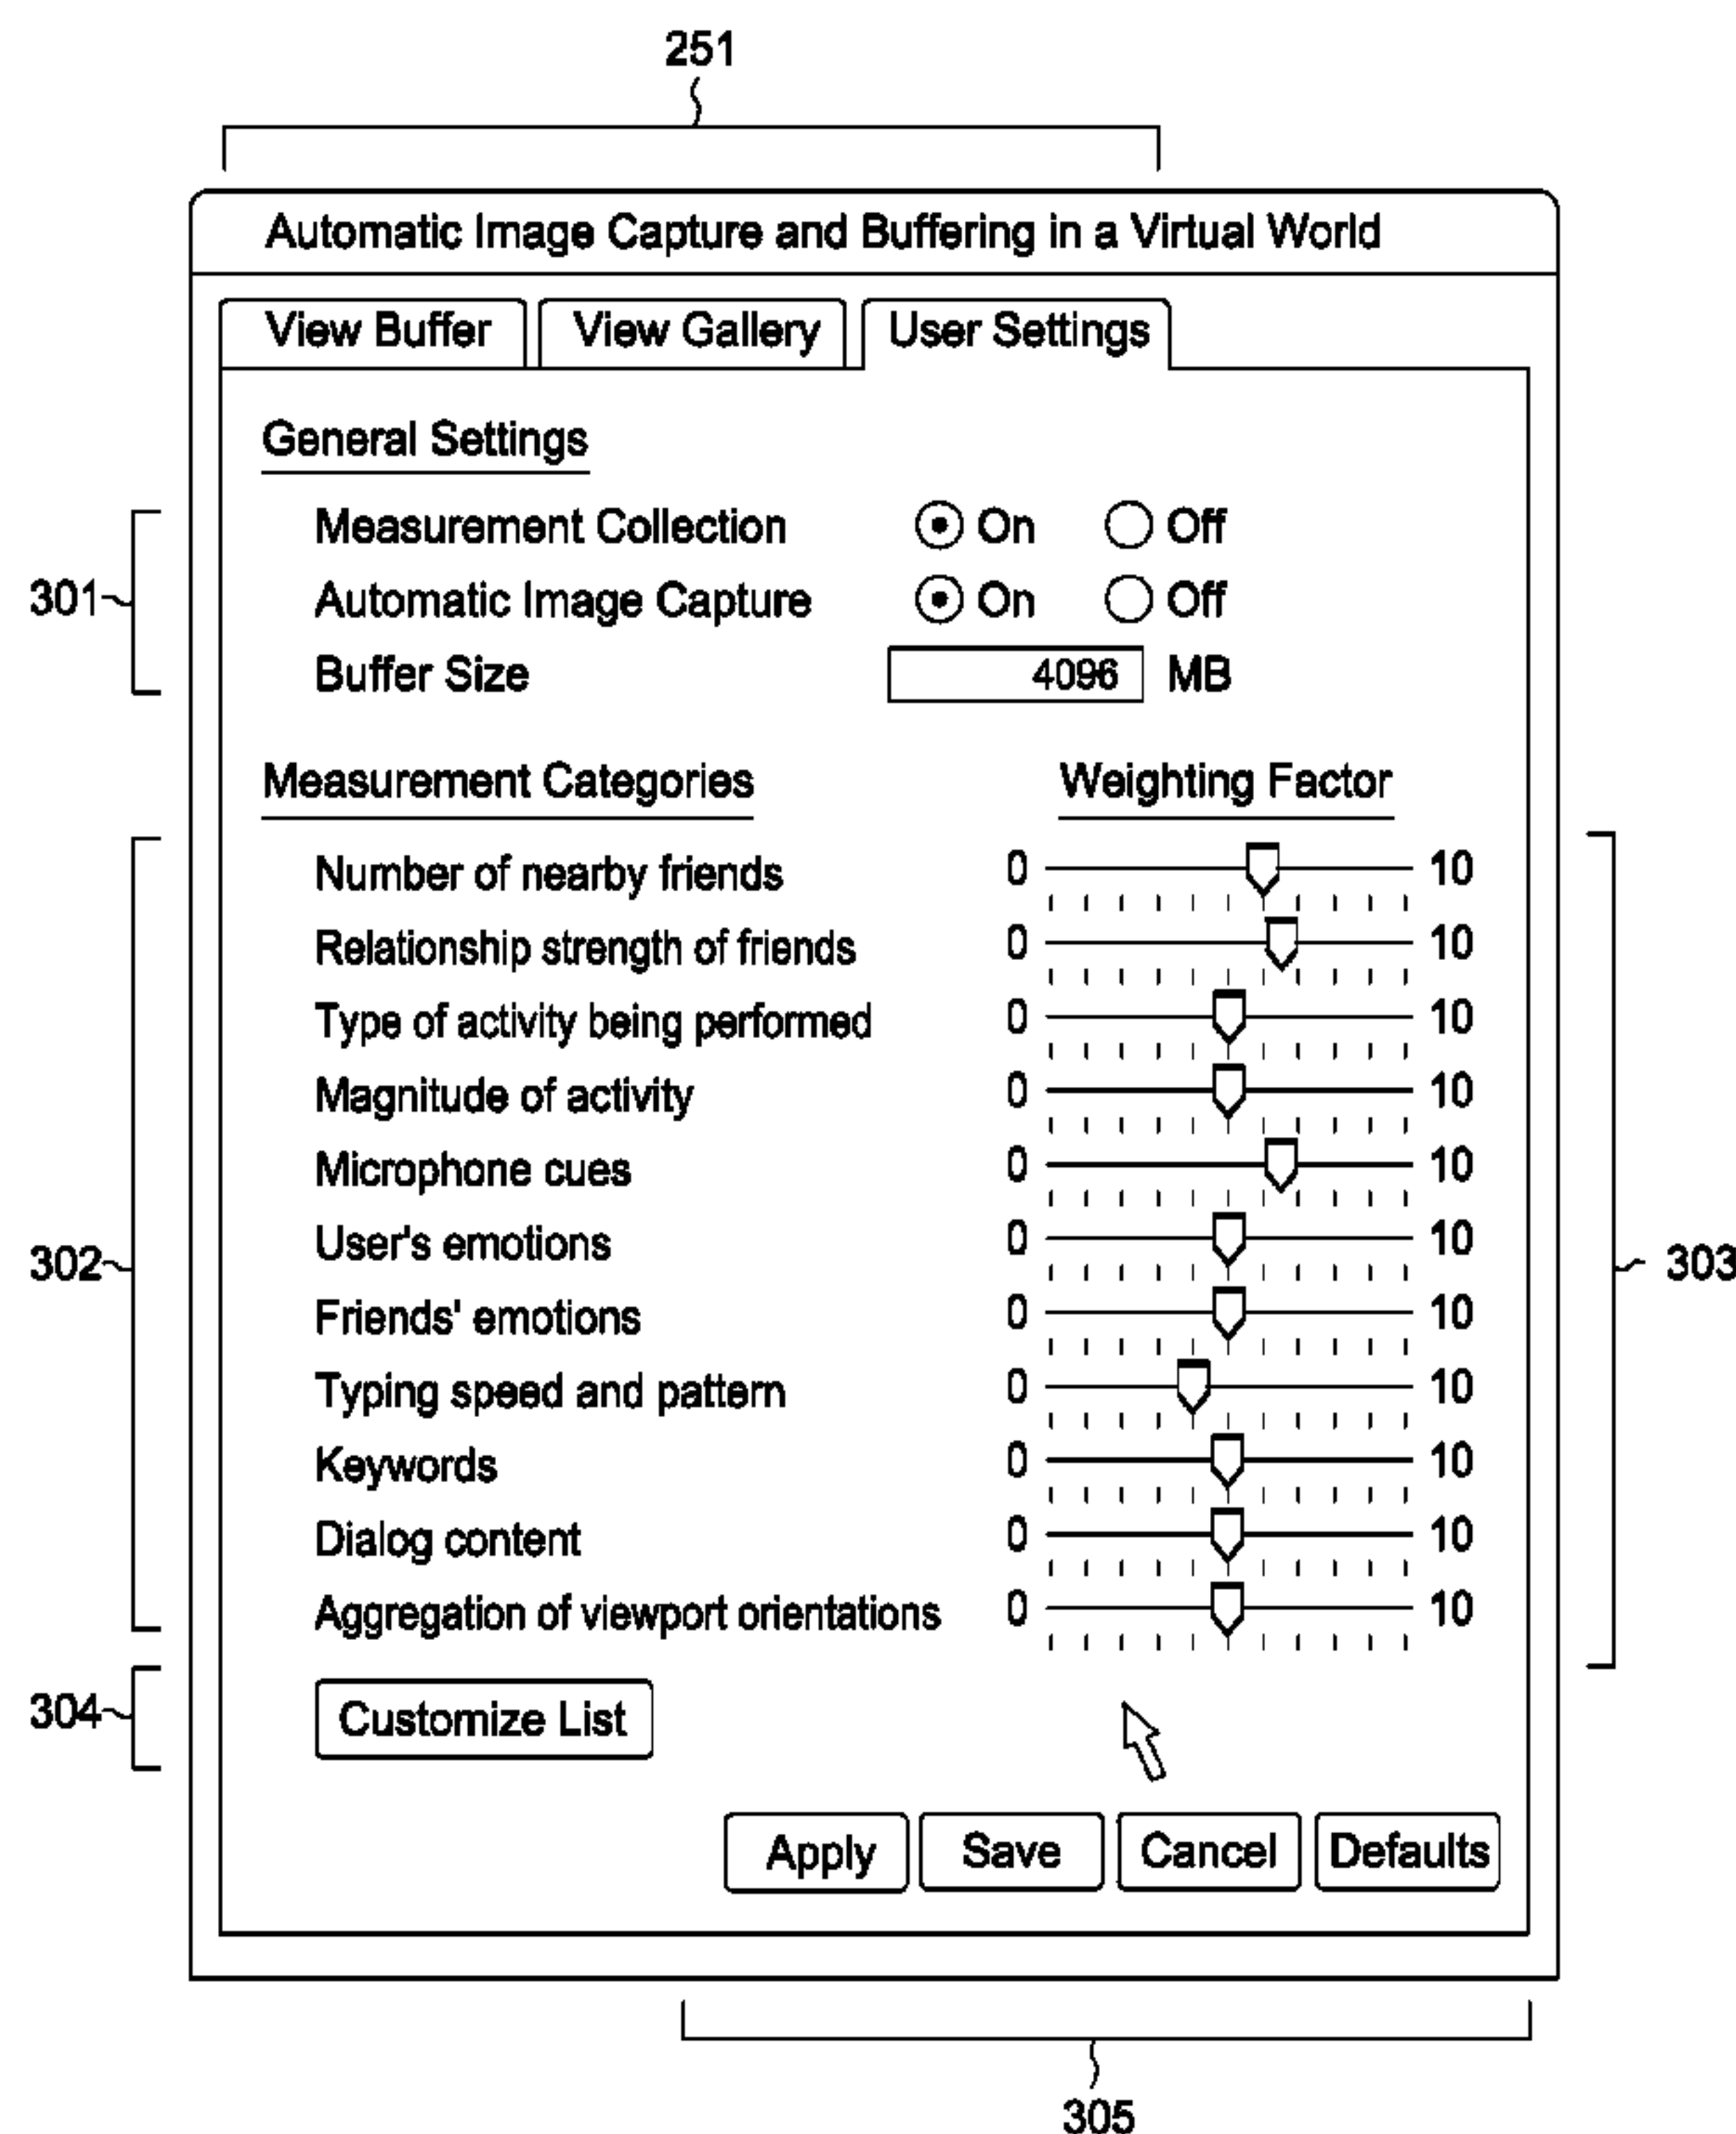 251
Automatic Image Capture and Buffering in a Virtual World
View Buffer View Gallery User Settings
General Settings
Measurement Collection On Off
301 Automatic Image Capture On Off
Buffer Size 4096 MB
Measurement Categories Weighting Factor
Number of nearby friends 0 10
Relationship strength of friends 0 10
Type of activity being performed 0 10
Magnitude of activity 0 10
Microphone cues 0 10
302 User's emotions 0 10 303
Friends' emotions 0 10
Typing speed and pattern 0 10
Keywords 0 10
Dialog content 0 10
Aggregation of viewport orientations 0 10
304 Customize List
Apply Save Cancel Defaults
305